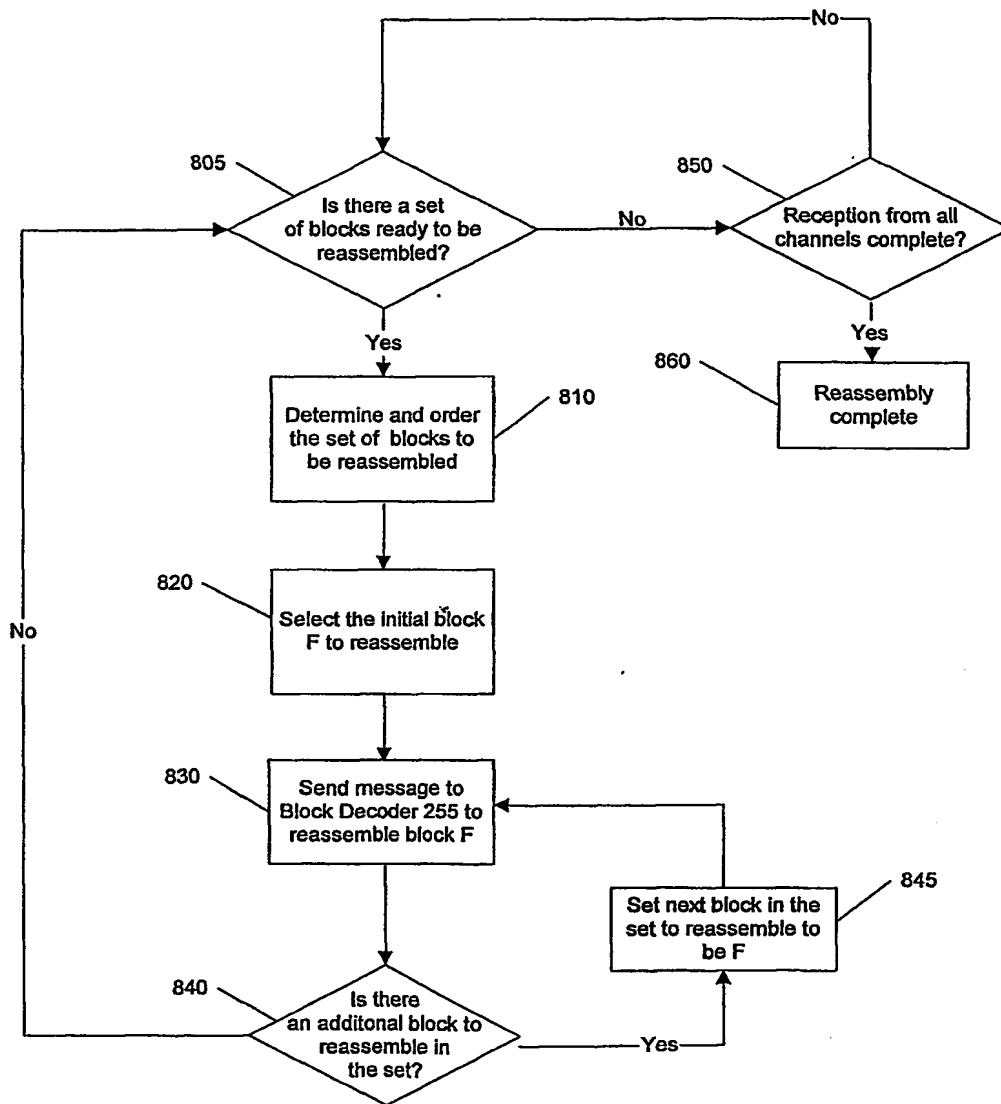 No
805
850
Is there a set
of blocks ready to be
reassembled?
No
Reception from all
channels complete?
Yes
Yes
860
810
Determine and order
the set of blocks to
be reassembled
Reassembly
complete
820
Select the initial block
F to reassemble
No
830
Send message to
Block Decoder 255 to
reassemble block F
845
Set next block in the
set to reassemble to
be F
840
Is there
an additonal block to
reassemble in
the set?
Yes